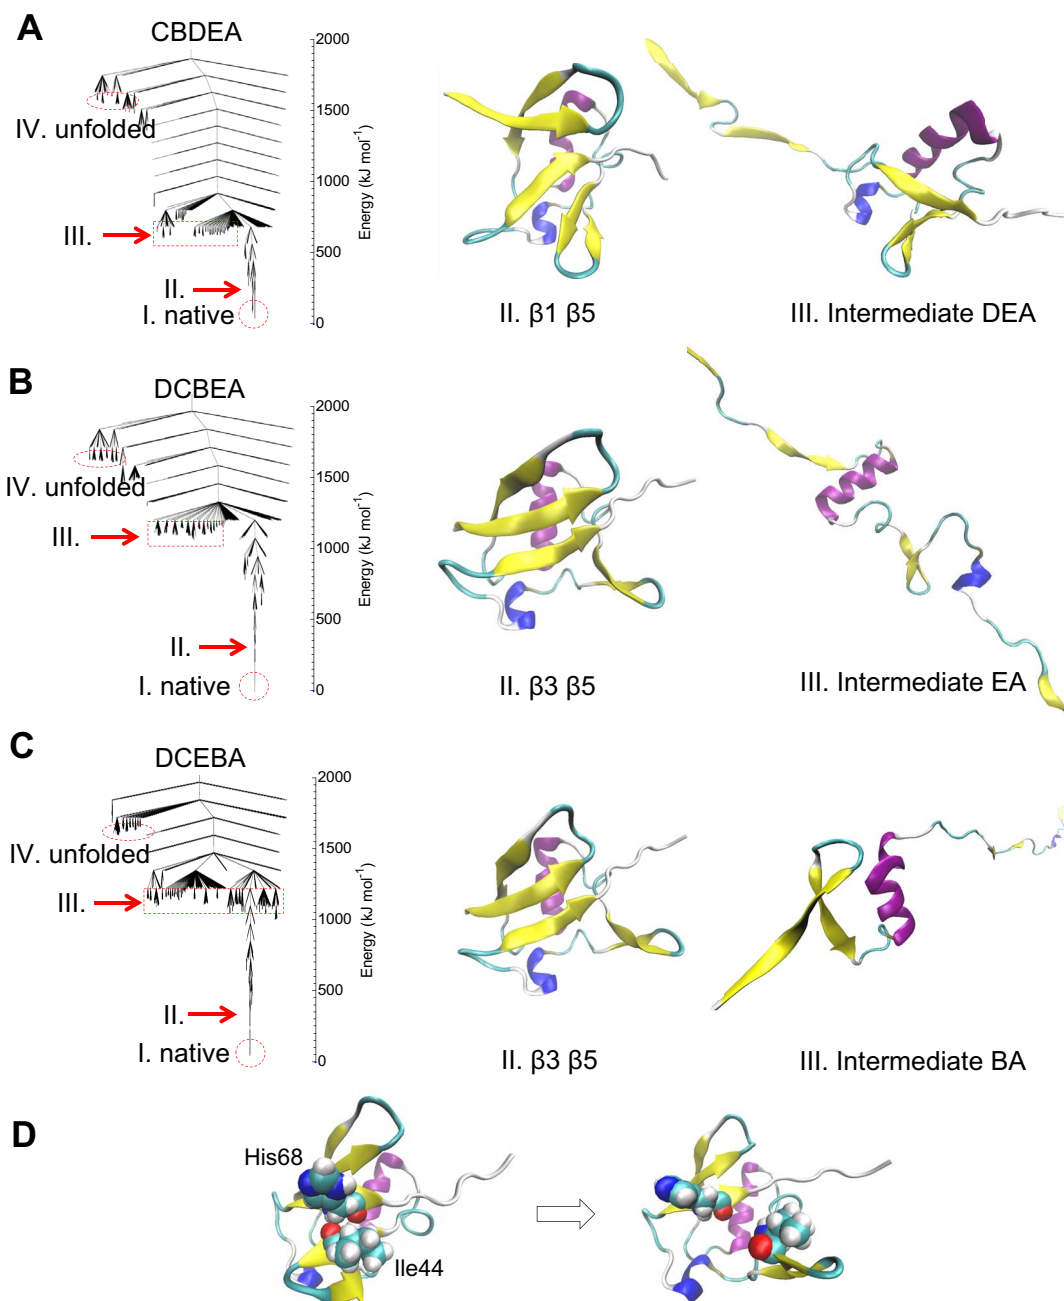 A
CBDEA
2000
1500
1000
500
0
Energy (kJ mol⁻¹)
IV. unfolded
III.
II.
I. native
II. β1 β5
III. Intermediate DEA
B
DCBEA
2000
1500
1000
500
0
Energy (kJ mol⁻¹)
IV. unfolded
III.
II.
I. native
II. β3 β5
III. Intermediate EA
C
DCEBA
2000
1500
1000
500
0
Energy (kJ mol⁻¹)
IV. unfolded
III.
II.
I. native
II. β3 β5
III. Intermediate BA
D
His68
Ile44